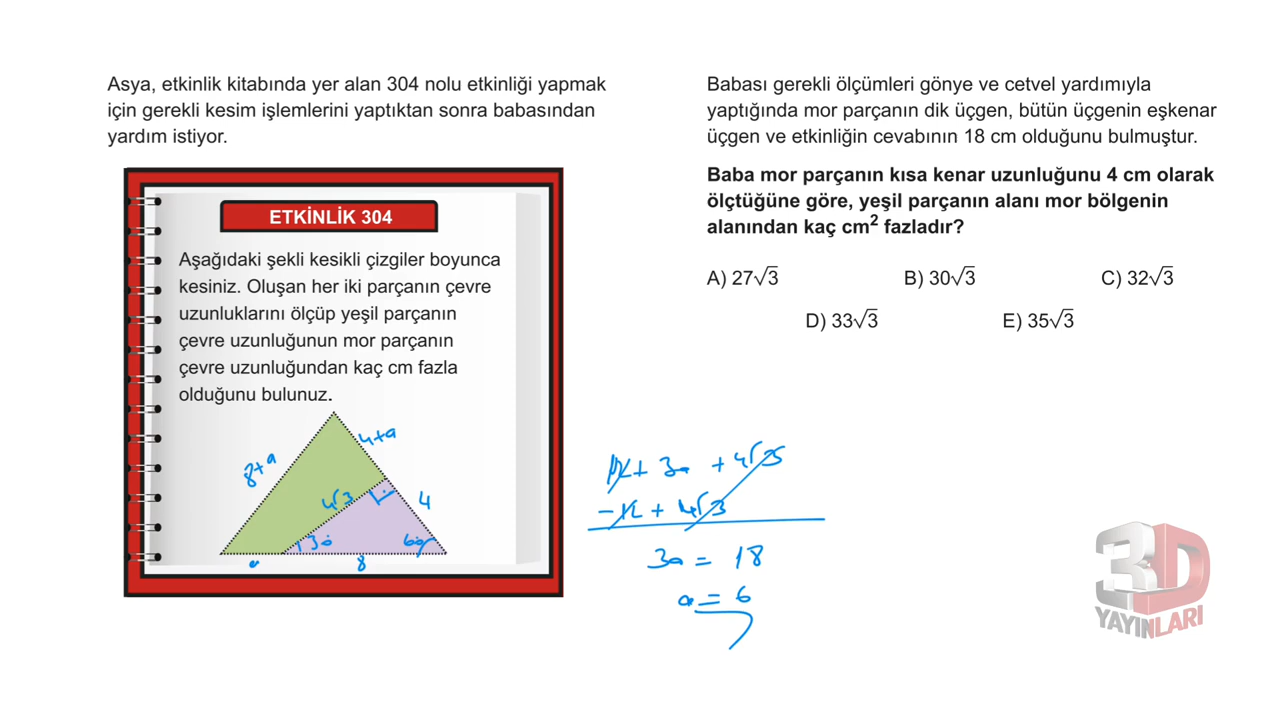 Asya, etkinlik kitabında yer alan 304 nolu etkinliği yapmak
için gerekli kesim işlemlerini yaptıktan sonra babasından
yardım istiyor.
ETKİNLİK 304
Aşağıdaki şekli kesikli çizgiler boyunca
kesiniz. Oluşan her iki parçanın çevre
uzunluklarını ölçüp yeşil parçanın
çevre uzunluğunun mor parçanın
çevre uzunluğundan kaç cm fazla
olduğunu bulunuz.
8+a
4+a
4√3
4
30
60
a
8
Babası gerekli ölçümleri gönye ve cetvel yardımıyla
yaptığında mor parçanın dik üçgen, bütün üçgenin eşkenar
üçgen ve etkinliğin cevabının 18 cm olduğunu bulmuştur.
Baba mor parçanın kısa kenar uzunluğunu 4 cm olarak
ölçtüğüne göre, yeşil parçanın alanı mor bölgenin
alanından kaç cm² fazladır?
A) 27√3 B) 30√3 C) 32√3
D) 33√3 E) 35√3
12 + 3a + 4√3
- 12 + 4√3
3a = 18
a = 6
3D
YAYINLARI